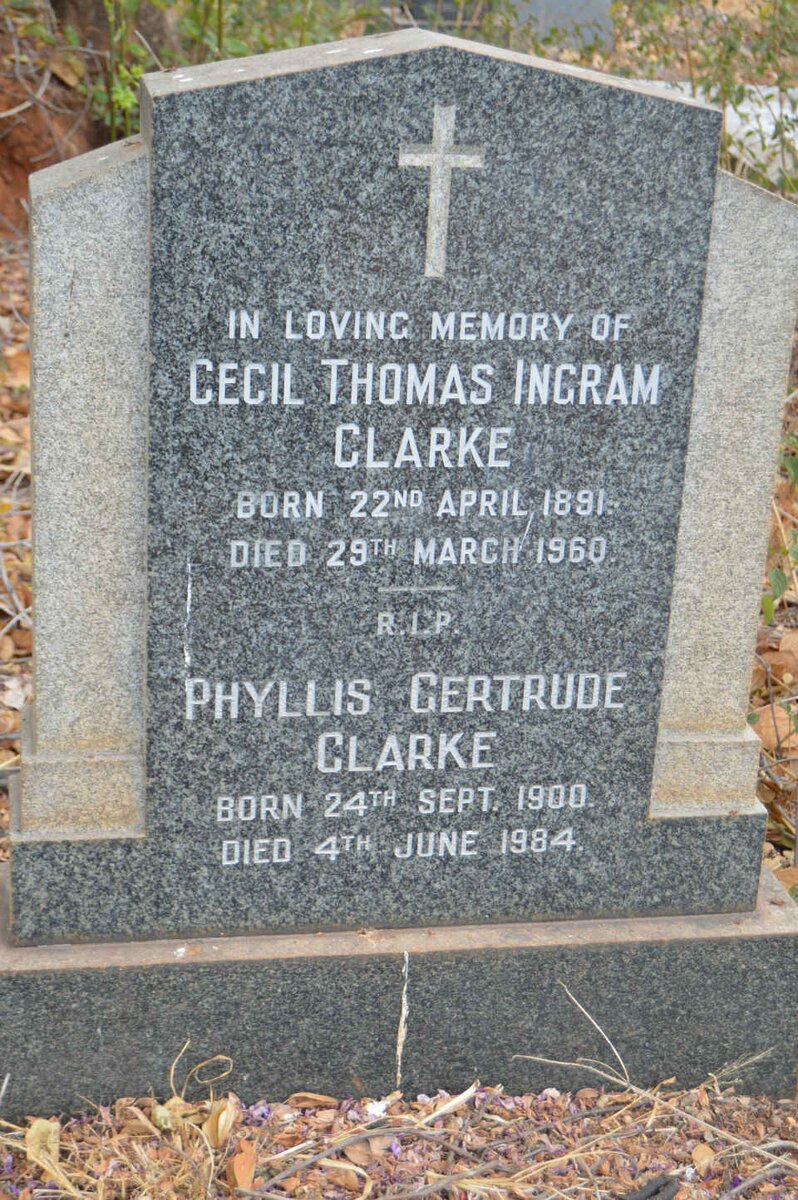 IN LOVING MEMORY OF
CECIL THOMAS INGRAM
CLARKE
BORN 22ND APRIL 1891.
DIED 29TH MARCH 1960.
R.I.P.
PHYLLIS GERTRUDE
CLARKE
BORN 24TH SEPT. 1900.
DIED 4TH JUNE 1984.